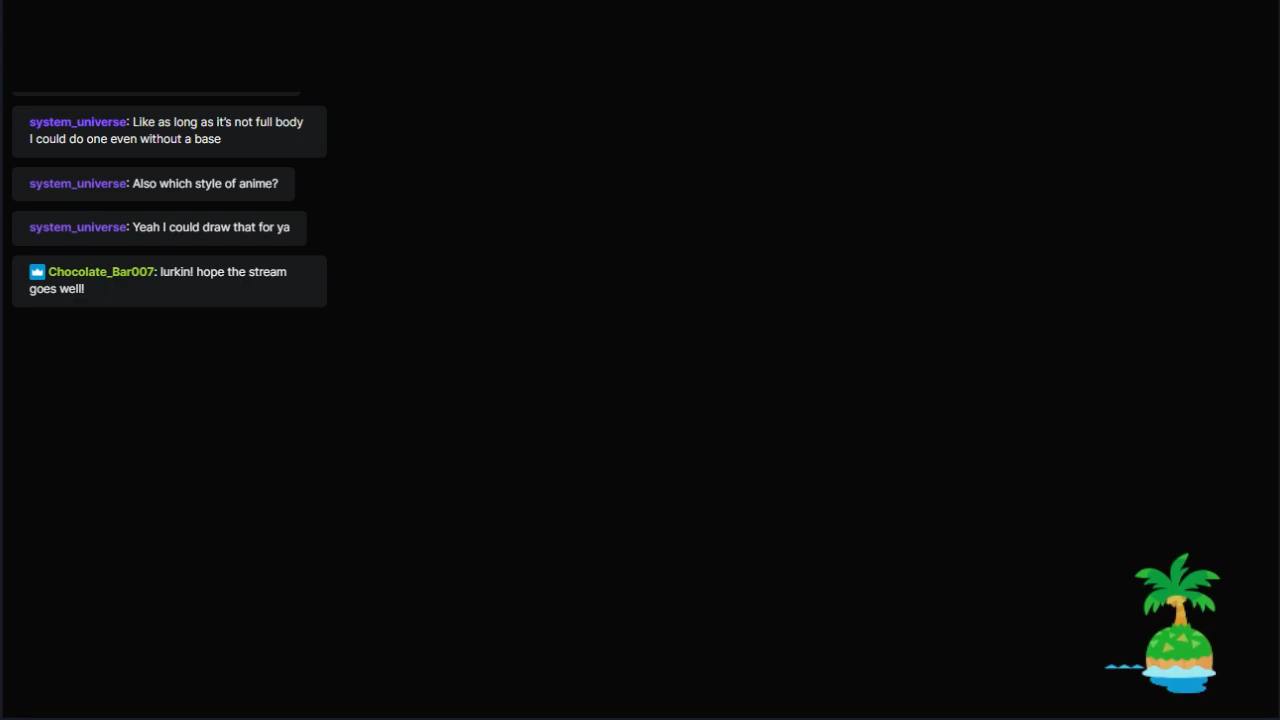 system_universe: Like as long as it's not full body
I could do one even without a base
system_universe: Also which style of anime?
system_universe: Yeah I could draw that for ya
Chocolate_Bar007: lurkin! hope the stream
goes well!